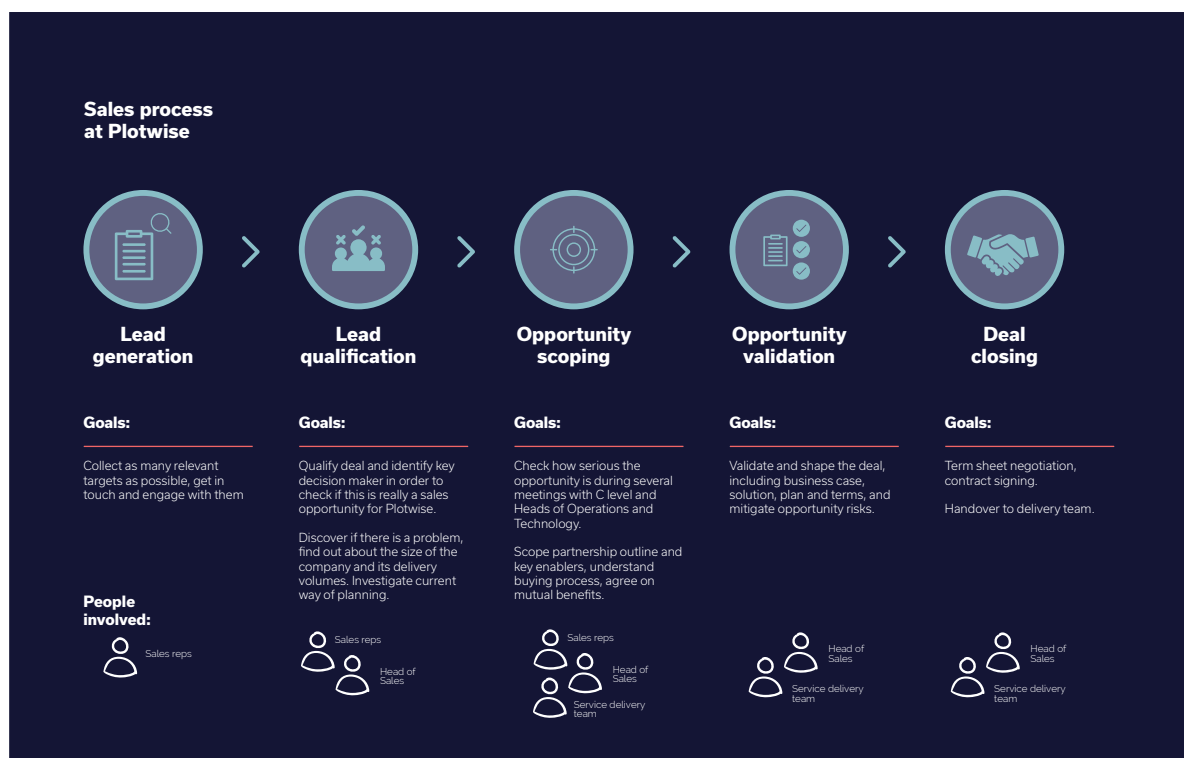 Sales process
at Plotwise
Lead
generation
Lead
qualification
Opportunity
scoping
Opportunity
validation
Deal
closing
Goals:
Collect as many relevant
targets as possible, get in
touch and engage with them
Goals:
Qualify deal and identify key
decision maker in order to
check if this is really a sales
opportunity for Plotwise.
Discover if there is a problem,
find out about the size of the
company and its delivery
volumes. Investigate current
way of planning.
Goals:
Check how serious the
opportunity is during several
meetings with C level and
Heads of Operations and
Technology.
Scope partnership outline and
key enablers, understand
buying process, agree on
mutual benefits.
Goals:
Validate and shape the deal,
including business case,
solution, plan and terms, and
mitigate opportunity risks.
Goals:
Term sheet negotiation,
contract signing.
Handover to delivery team.
People
involved:
Sales reps
Sales reps
Head of
Sales
Sales reps
Head of
Sales
Service delivery
team
Head of
Sales
Service delivery
team
Head of
Sales
Service delivery
team